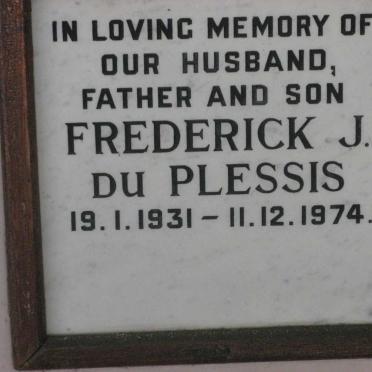 IN LOVING MEMORY OF
OUR HUSBAND,
FATHER AND SON
FREDERICK J.
DU PLESSIS
19.1.1931 – 11.12.1974.